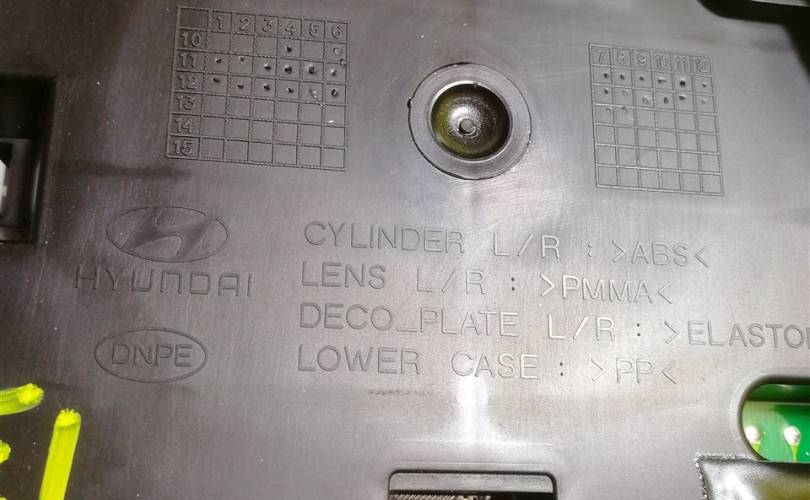 1 2 3 4 5 6
10
11
12
13
14
15
7 8 9 10 11 12
HYUNDAI
DNPE
CYLINDER L/R : >ABS<
LENS L/R : >PMMA<
DECO_PLATE L/R : >ELASTO
LOWER CASE : >PP<